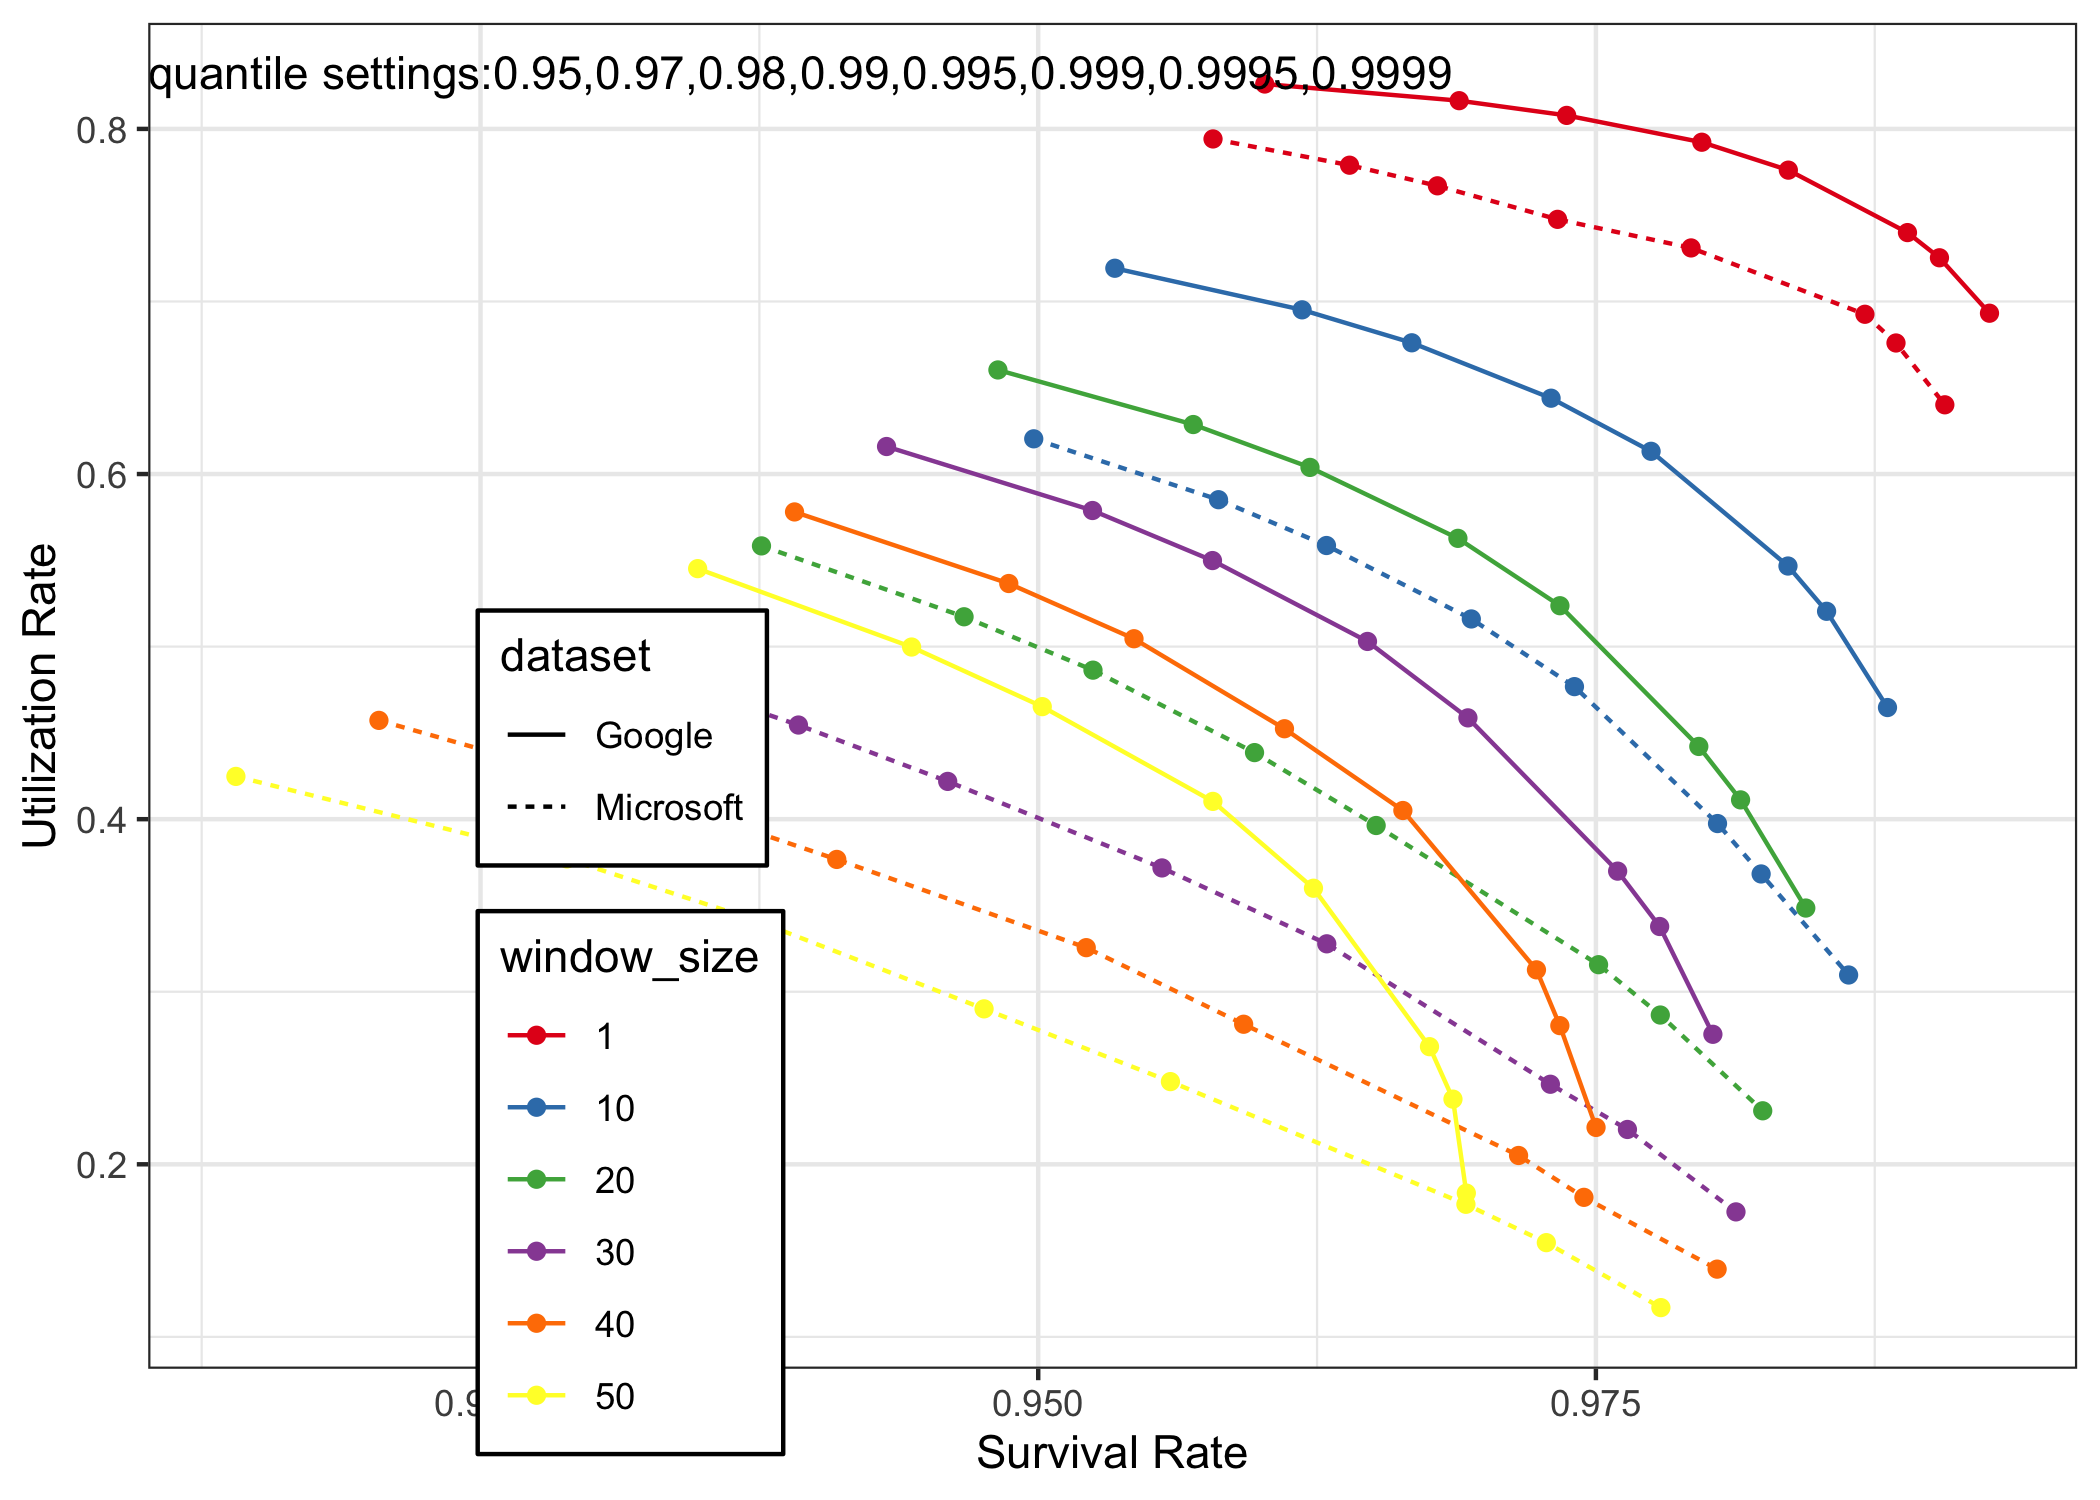 quantile settings:0.95,0.97,0.98,0.99,0.995,0.999,0.9995,0.9999
0.8
0.6
0.4
0.2
Utilization Rate
dataset
Google
Microsoft
window_size
1
10
20
30
40
50
0.950
0.975
Survival Rate